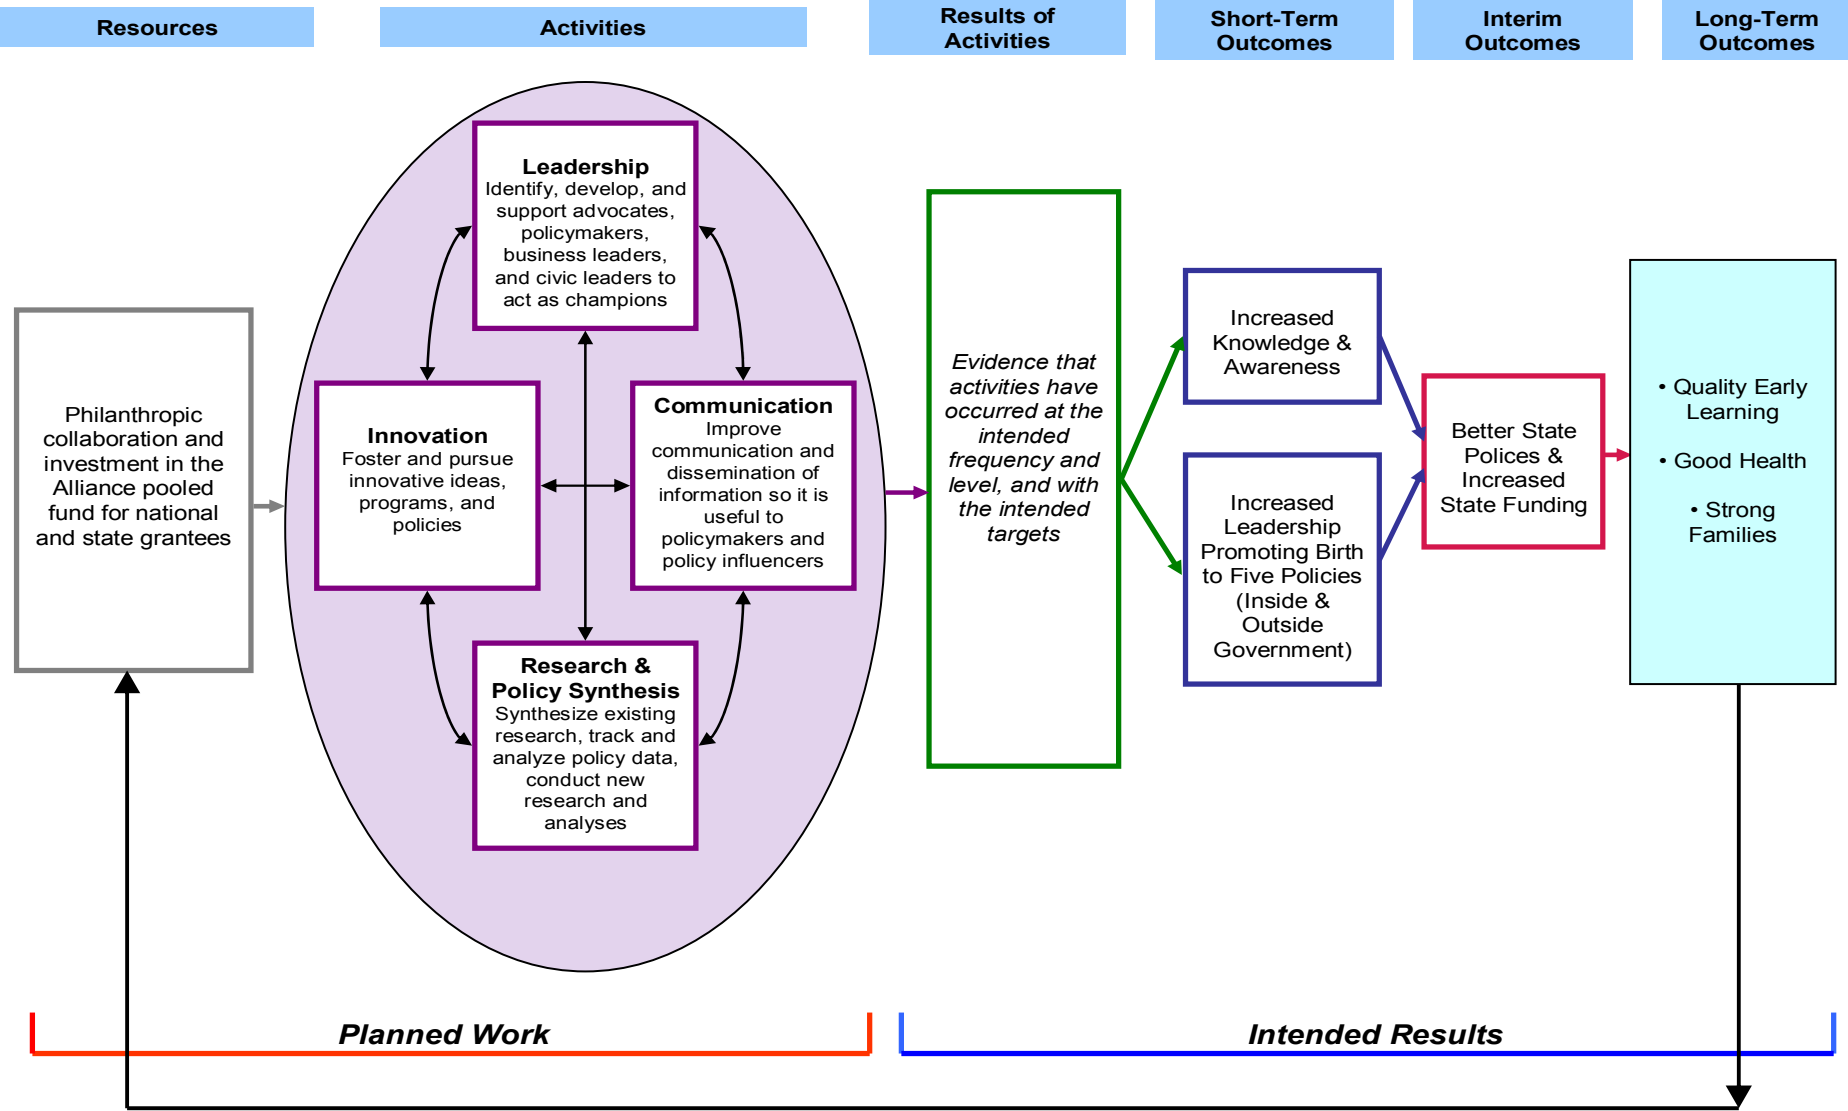 Resources
Activities
Results of
Activities
Short-Term
Outcomes
Interim
Outcomes
Long-Term
Outcomes
Philanthropic
collaboration and
investment in the
Alliance pooled
fund for national
and state grantees
Leadership
Identify, develop, and
support advocates,
policymakers,
business leaders,
and civic leaders to
act as champions
Innovation
Foster and pursue
innovative ideas,
programs, and
policies
Communication
Improve
communication and
dissemination of
information so it is
useful to
policymakers and
policy influencers
Research &
Policy Synthesis
Synthesize existing
research, track and
analyze policy data,
conduct new
research and
analyses
Evidence that
activities have
occurred at the
intended
frequency and
level, and with
the intended
targets
Increased
Knowledge &
Awareness
Increased
Leadership
Promoting Birth
to Five Policies
(Inside &
Outside
Government)
Better State
Polices &
Increased
State Funding
• Quality Early
Learning
• Good Health
• Strong
Families
Planned Work
Intended Results